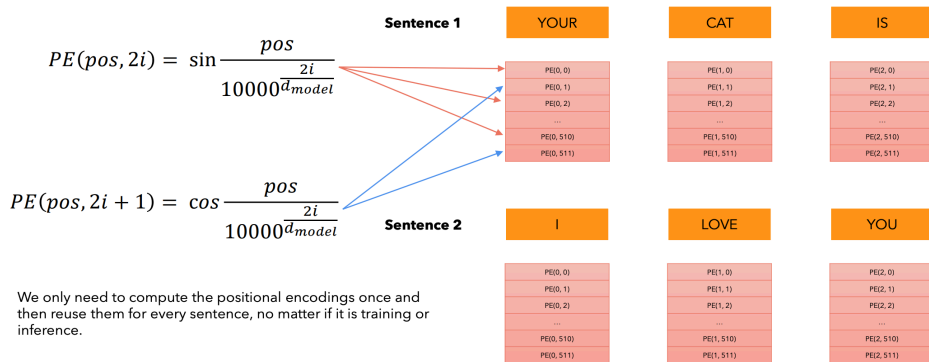 Sentence 1 YOUR CAT IS
PE(pos, 2i) = sin pos / 10000^(2i/d_model)
PE(0, 0) PE(1, 0) PE(2, 0)
PE(0, 1) PE(1, 1) PE(2, 1)
PE(0, 2) PE(1, 2) PE(2, 2)
... ... ...
PE(0, 510) PE(1, 510) PE(2, 510)
PE(0, 511) PE(1, 511) PE(2, 511)
PE(pos, 2i + 1) = cos pos / 10000^(2i/d_model)
Sentence 2 I LOVE YOU
PE(0, 0) PE(1, 0) PE(2, 0)
PE(0, 1) PE(1, 1) PE(2, 1)
PE(0, 2) PE(1, 2) PE(2, 2)
... ... ...
PE(0, 510) PE(1, 510) PE(2, 510)
PE(0, 511) PE(1, 511) PE(2, 511)
We only need to compute the positional encodings once and
then reuse them for every sentence, no matter if it is training or
inference.